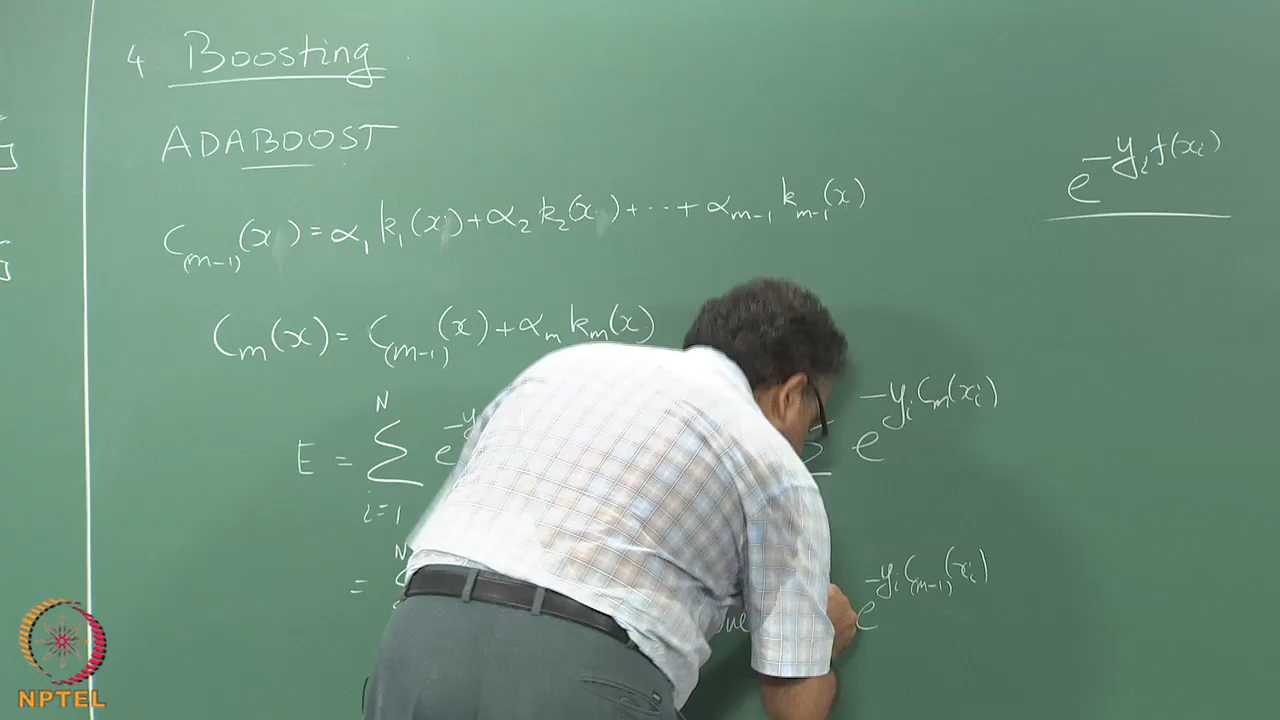 4. Boosting
ADABOOST
e^{-y_i f(x_i)}
C_{(m-1)}(x) = α_1 k_1(x) + α_2 k_2(x) + ··· + α_{m-1} k_{m-1}(x)
C_m(x) = C_{(m-1)}(x) + α_m k_m(x)
E = Σ_{i=1}^{N} e^{-y Σ e^{-y_i C_m(x_i)}
= N e^{-y_i C_{(m-1)}(x_i)}
NPTEL